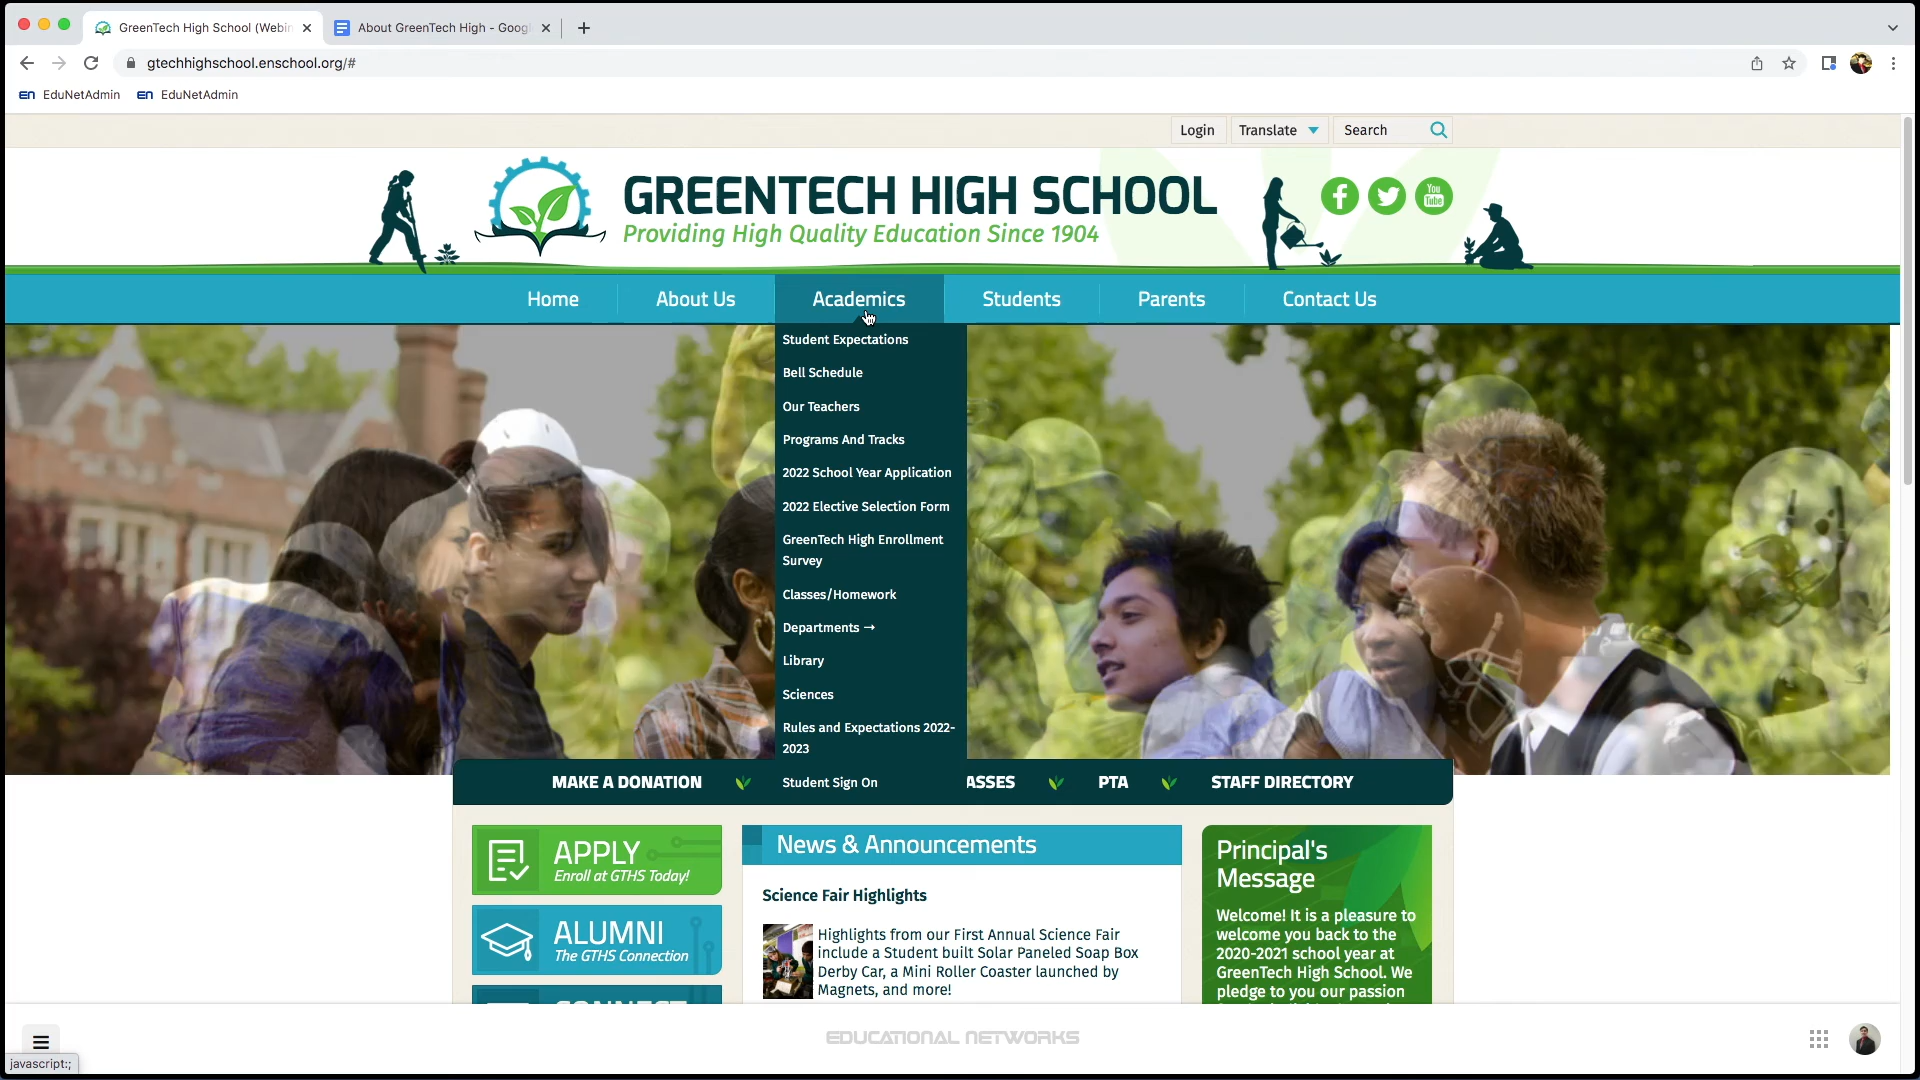 GreenTech High School (Webin
About GreenTech High - Goog
gtechhighschool.enschool.org/#
en EduNetAdmin
en EduNetAdmin
Login
Translate
Search
GREENTECH HIGH SCHOOL
Providing High Quality Education Since 1904
You
Tube
Home
About Us
Academics
Students
Parents
Contact Us
Student Expectations
Bell Schedule
Our Teachers
Programs And Tracks
2022 School Year Application
2022 Elective Selection Form
GreenTech High Enrollment
Survey
Classes/Homework
Departments →
Library
Sciences
Rules and Expectations 2022-
2023
Student Sign On
MAKE A DONATION
ASSES
PTA
STAFF DIRECTORY
APPLY
Enroll at GTHS Today!
ALUMNI
The GTHS Connection
News & Announcements
Science Fair Highlights
Highlights from our First Annual Science Fair
include a Student built Solar Paneled Soap Box
Derby Car, a Mini Roller Coaster launched by
Magnets, and more!
Principal's
Message
Welcome! It is a pleasure to
welcome you back to the
2020-2021 school year at
GreenTech High School. We
pledge to you our passion
EDUCATIONAL NETWORKS
javascript:;